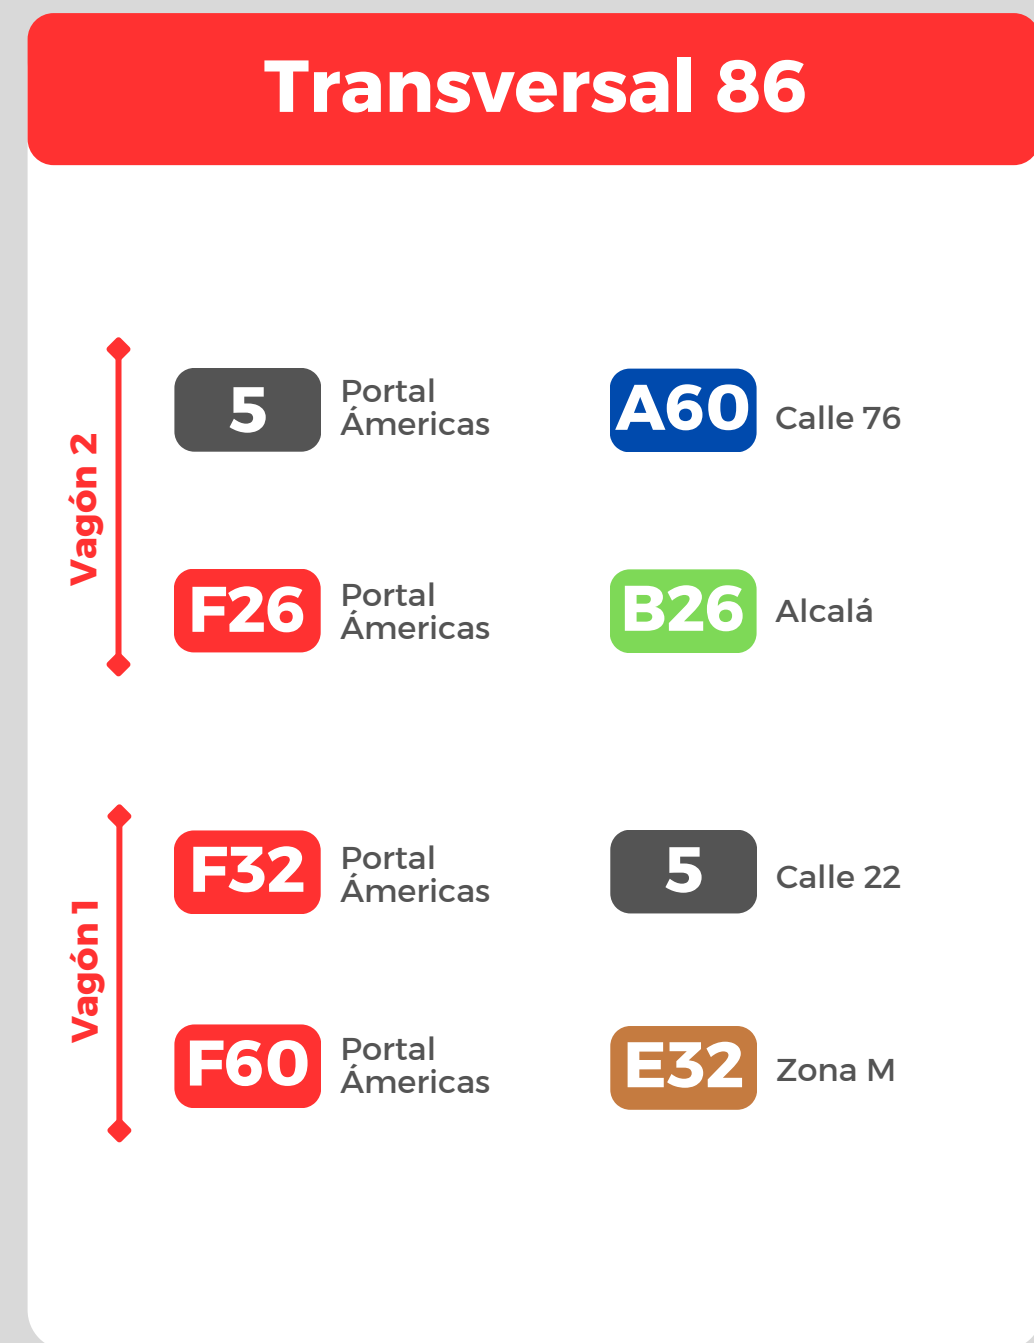 Transversal 86
Vagón 2
5
Portal
Ámericas
A60
Calle 76
F26
Portal
Ámericas
B26
Alcalá
Vagón 1
F32
Portal
Ámericas
5
Calle 22
F60
Portal
Ámericas
E32
Zona M